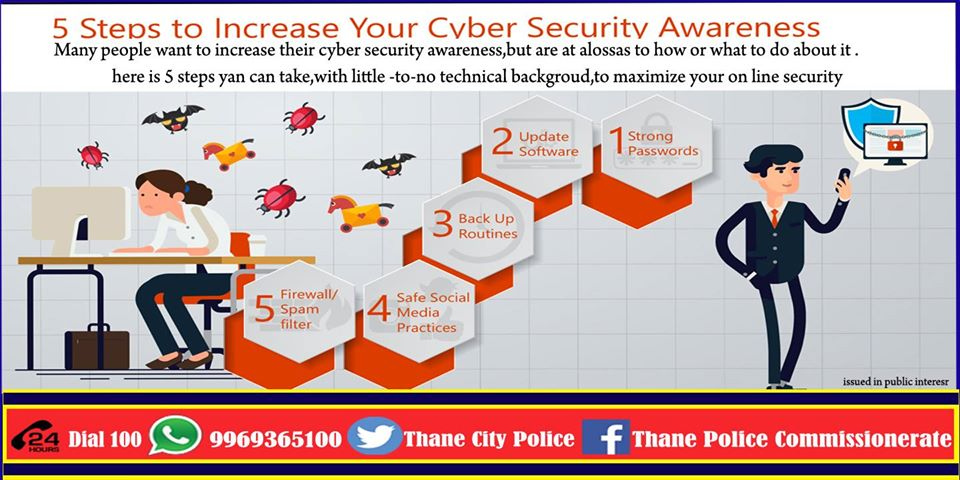 5 Steps to Increase Your Cyber Security Awareness
Many people want to increase their cyber security awareness,but are at alossas to how or what to do about it .
here is 5 steps yan can take,with little -to-no technical backgroud,to maximize your on line security
1 Strong
Passwords
2 Update
Software
3 Back Up
Routines
4 Safe Social
Media
Practices
5 Firewall/
Spam
filter
issued in public interesr
24
HOURS
Dial 100
9969365100
Thane City Police
f
Thane Police Commissionerate